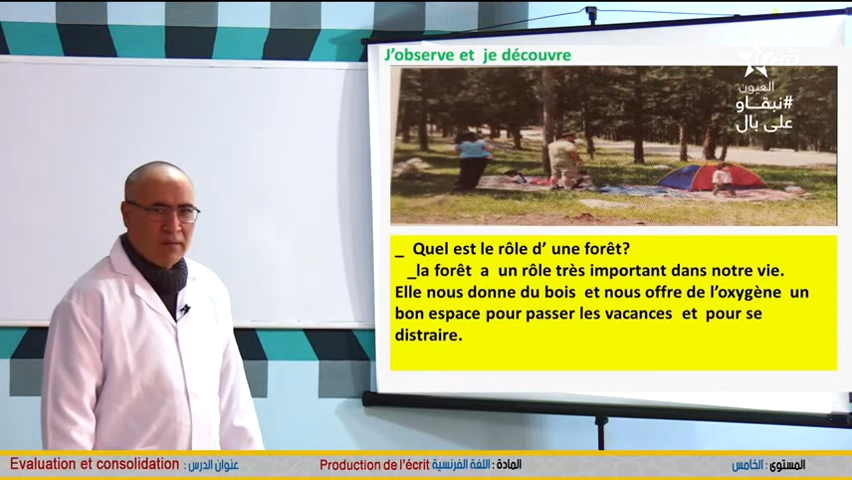 J'observe et je découvre
العيون
#نبقاو
على بال
_ Quel est le rôle d' une forêt?
_la forêt a un rôle très important dans notre vie.
Elle nous donne du bois et nous offre de l'oxygène un
bon espace pour passer les vacances et pour se
distraire.
Evaluation et consolidation : عنوان الدرس
Production de l'écrit المادة : اللغة الفرنسية
المستوى : الخامس